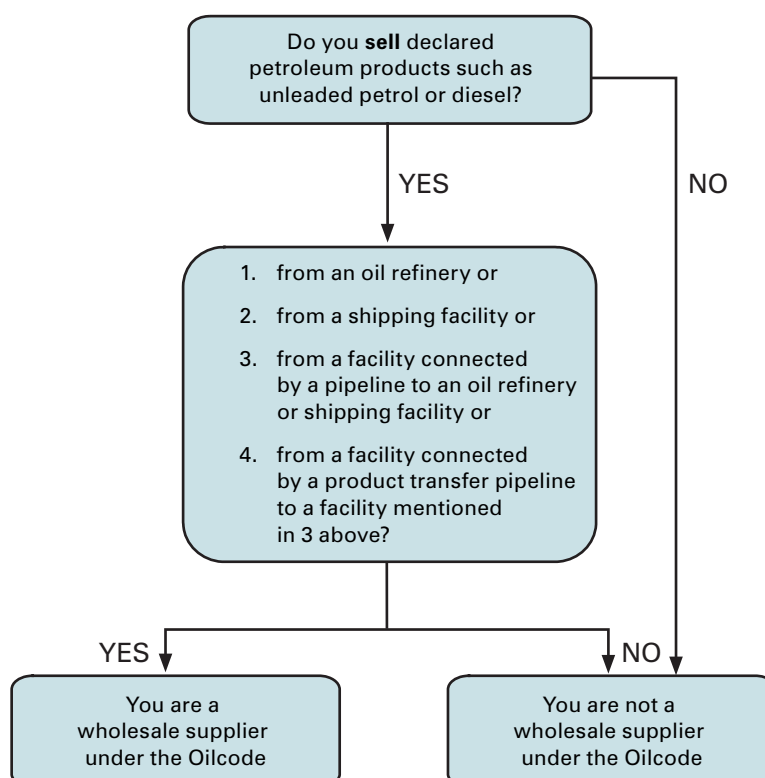 Do you sell declared
petroleum products such as
unleaded petrol or diesel?
YES
NO
1. from an oil refinery or
2. from a shipping facility or
3. from a facility connected
by a pipeline to an oil refinery
or shipping facility or
4. from a facility connected
by a product transfer pipeline
to a facility mentioned
in 3 above?
YES
NO
You are a
wholesale supplier
under the Oilcode
You are not a
wholesale supplier
under the Oilcode